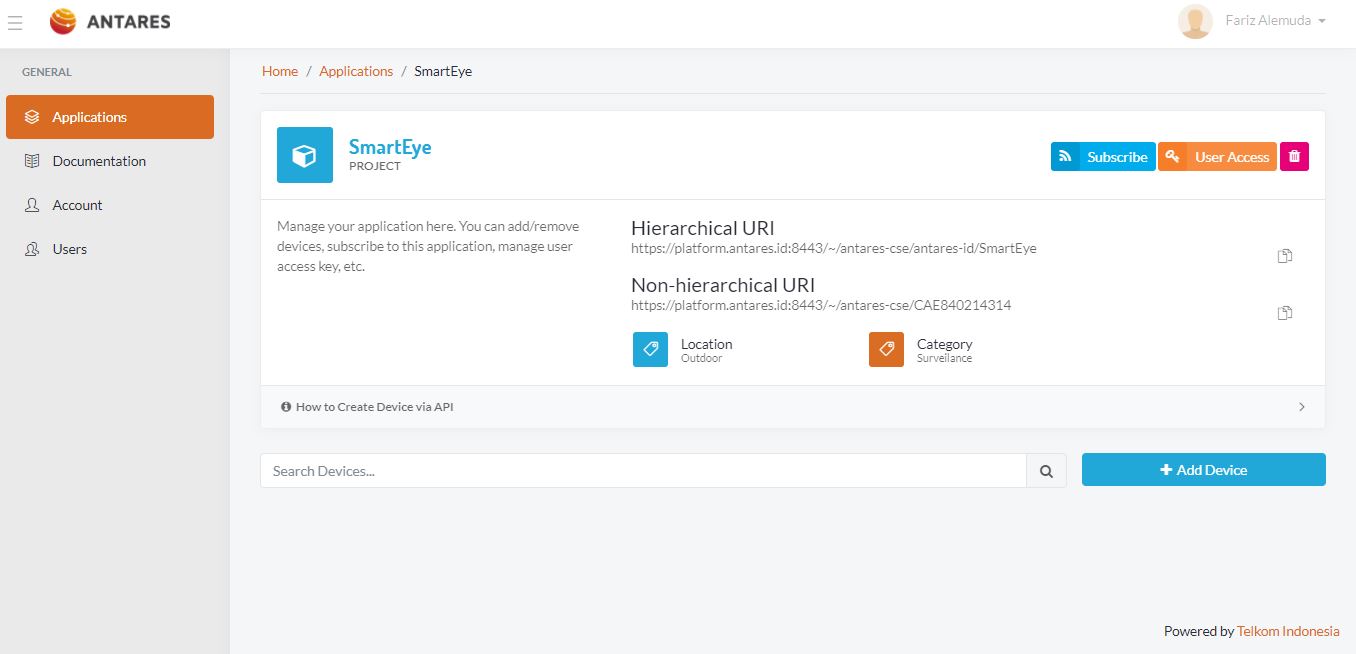 ANTARES
Fariz Alemuda
GENERAL
Applications
Documentation
Account
Users
Home / Applications / SmartEye
SmartEye
PROJECT
Subscribe
User Access
Manage your application here. You can add/remove
devices, subscribe to this application, manage user
access key, etc.
Hierarchical URI
https://platform.antares.id:8443/~/antares-cse/antares-id/SmartEye
Non-hierarchical URI
https://platform.antares.id:8443/~/antares-cse/CAE840214314
Location
Outdoor
Category
Surveilance
How to Create Device via API
Search Devices...
Add Device
Powered by Telkom Indonesia